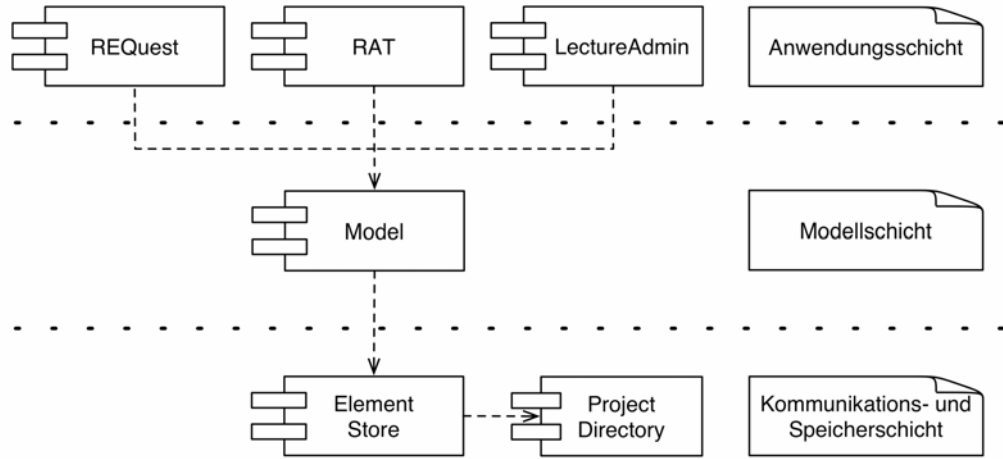 REQuest
RAT
LectureAdmin
Anwendungsschicht
Model
Modellschicht
Element
Store
Project
Directory
Kommunikations- und
Speicherschicht